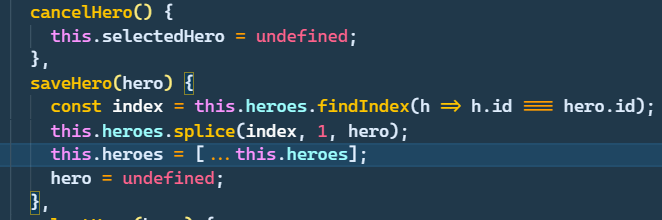 cancelHero() {
this.selectedHero = undefined;
},
saveHero(hero) {
const index = this.heroes.findIndex(h => h.id === hero.id);
this.heroes.splice(index, 1, hero);
this.heroes = [...this.heroes];
hero = undefined;
},